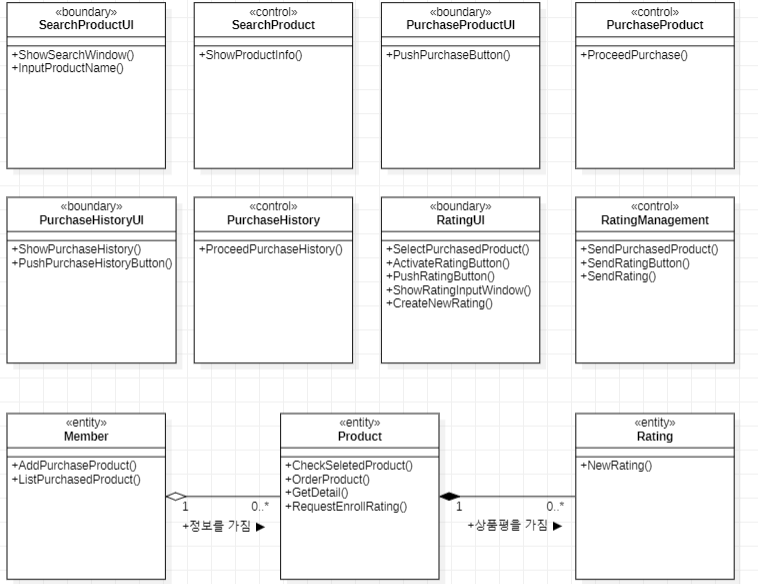 «boundary»
SearchProductUI
+ShowSearchWindow()
+InputProductName()
«control»
SearchProduct
+ShowProductInfo()
«boundary»
PurchaseProductUI
+PushPurchaseButton()
«control»
PurchaseProduct
+ProceedPurchase()
«boundary»
PurchaseHistoryUI
+ShowPurchaseHistory()
+PushPurchaseHistoryButton()
«control»
PurchaseHistory
+ProceedPurchaseHistory()
«boundary»
RatingUI
+SelectPurchasedProduct()
+ActivateRatingButton()
+PushRatingButton()
+ShowRatingInputWindow()
+CreateNewRating()
«control»
RatingManagement
+SendPurchasedProduct()
+SendRatingButton()
+SendRating()
«entity»
Member
+AddPurchaseProduct()
+ListPurchasedProduct()
1
0..*
+정보를 가짐 ▶
«entity»
Product
+CheckSeletedProduct()
+OrderProduct()
+GetDetail()
+RequestEnrollRating()
1
0..*
+상품평을 가짐 ▶
«entity»
Rating
+NewRating()